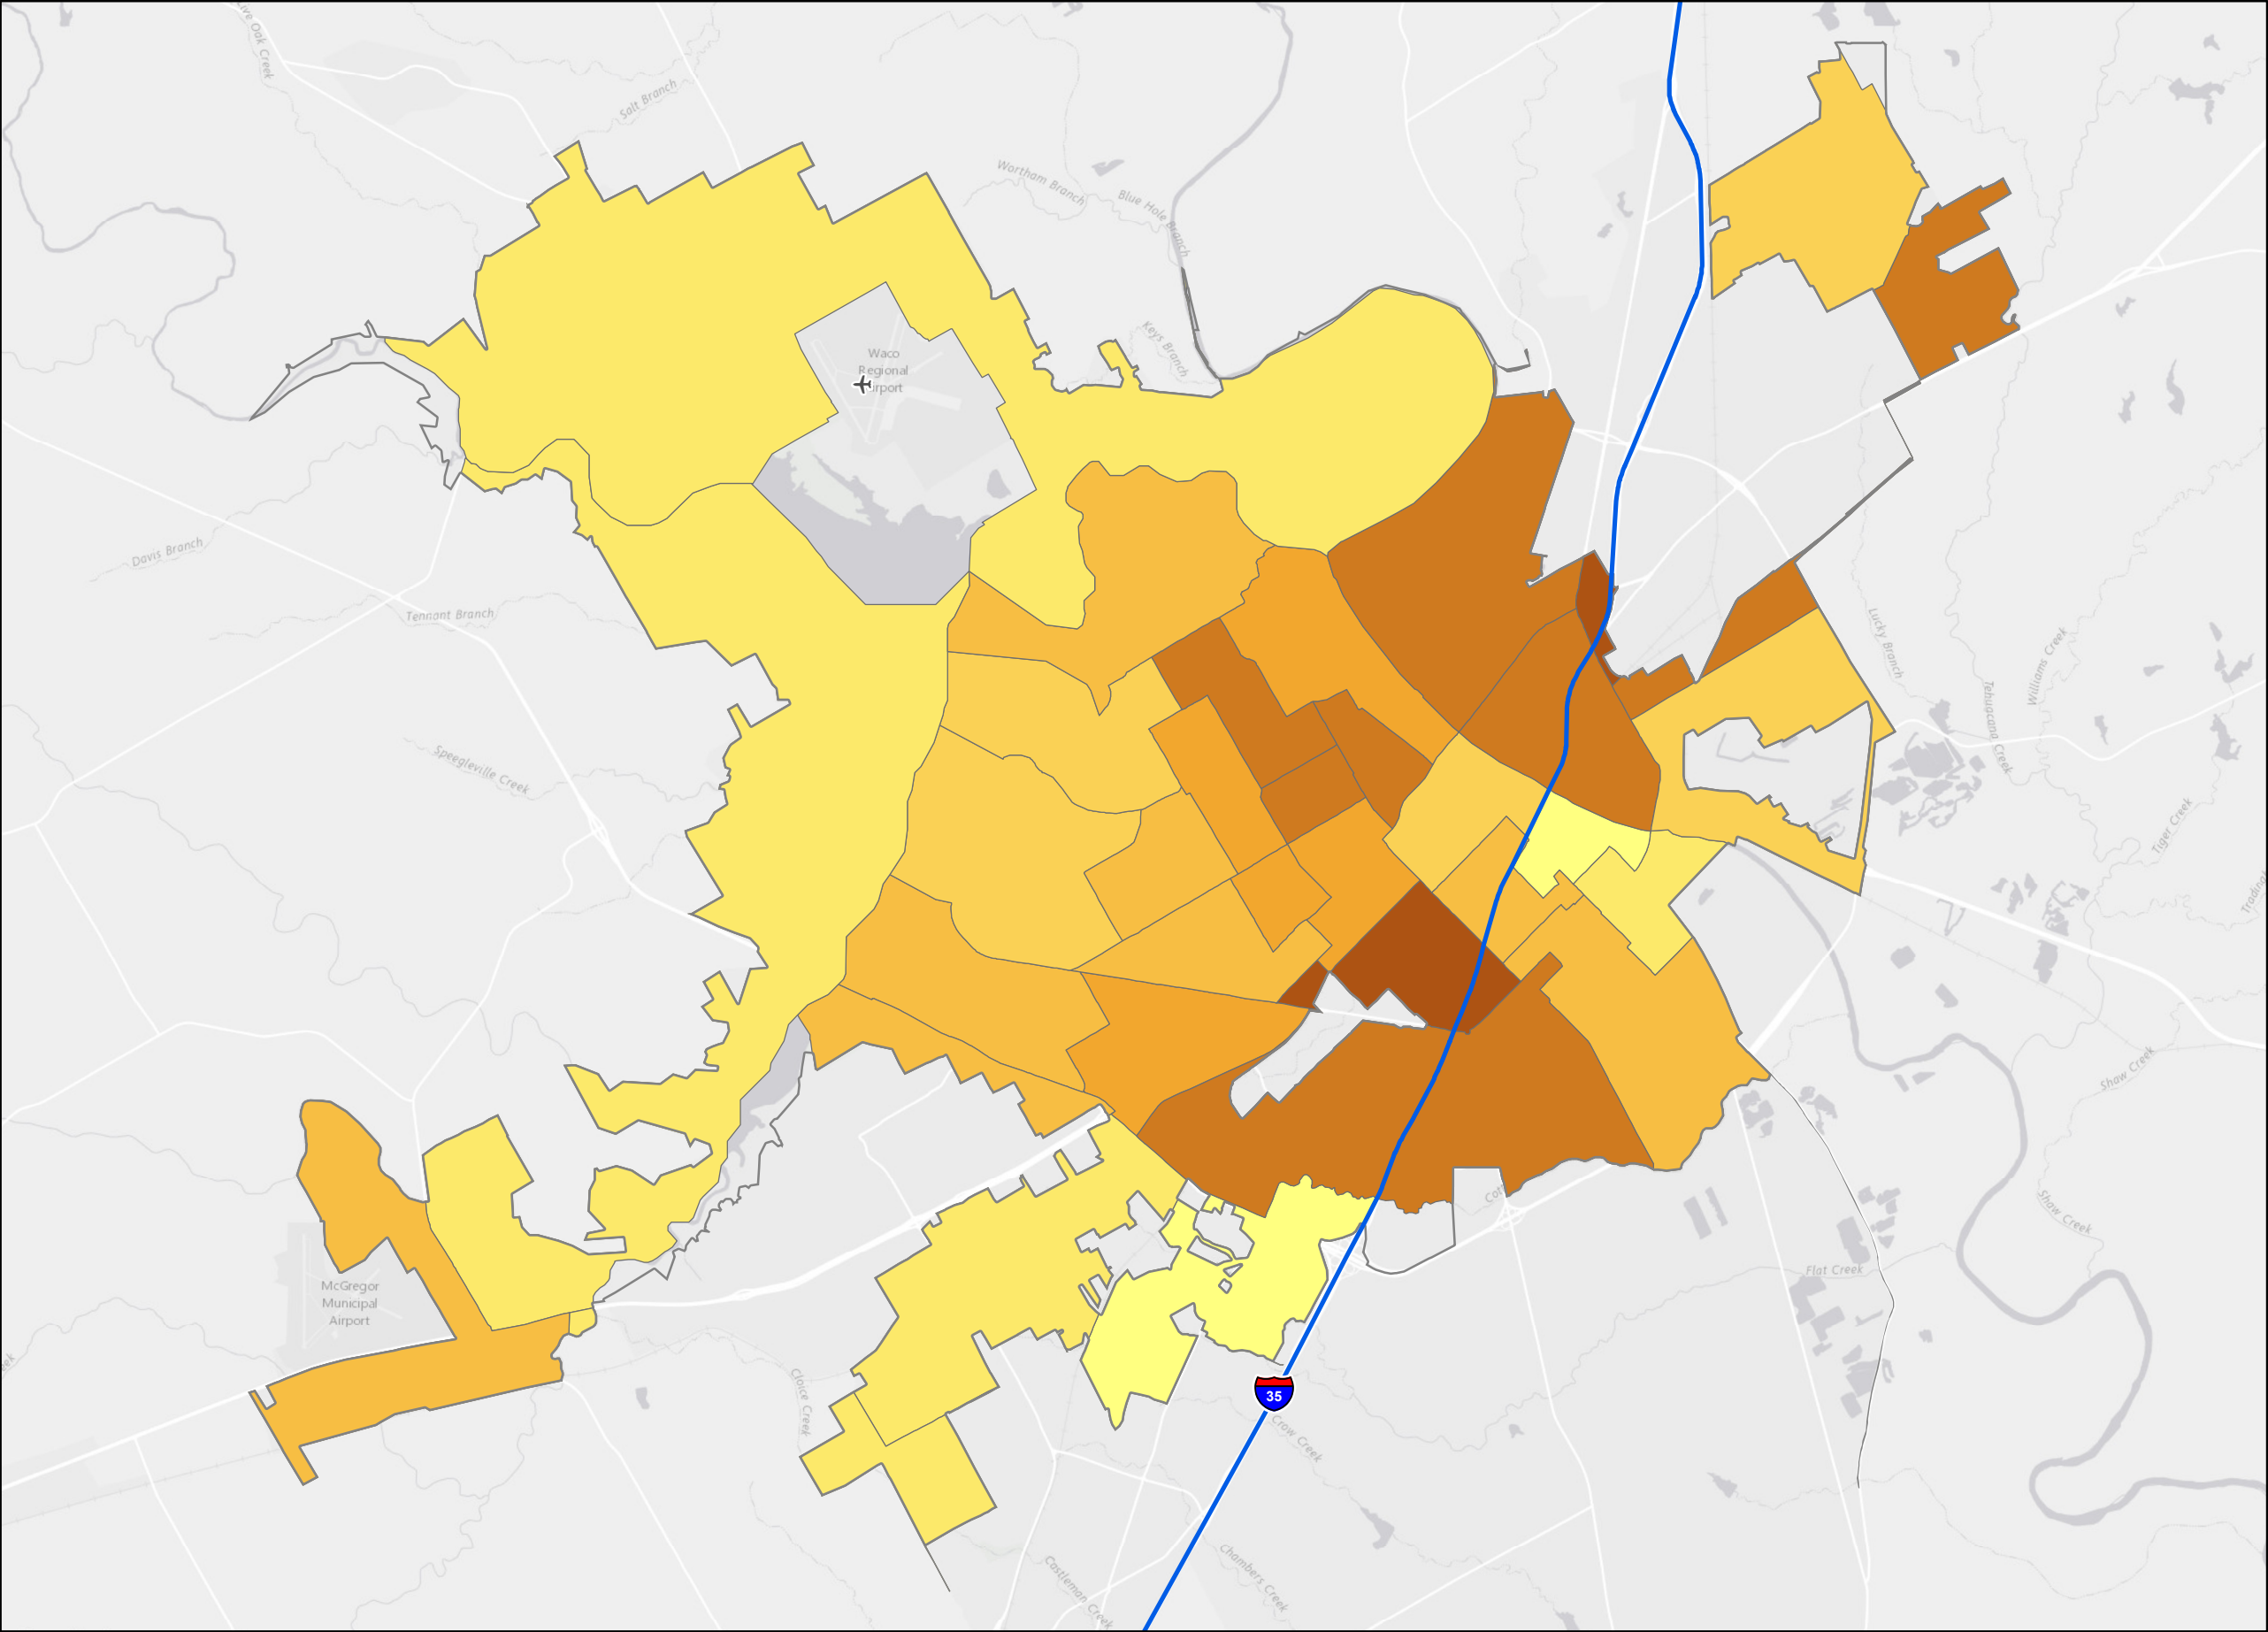 Live Oak Creek
Salt Branch
Wortham Branch
Blue Hole Branch
Keys Branch
Waco
Regional
Airport
Davis Branch
Tennant Branch
Speegleville Creek
Lucky Branch
Williams Creek
Tehuacana Creek
Tiger Creek
Shaw Creek
Shaw Creek
Flat Creek
McGregor
Municipal
Airport
Cloice Creek
35
Crow Creek
Chambers Creek
Castleman Creek